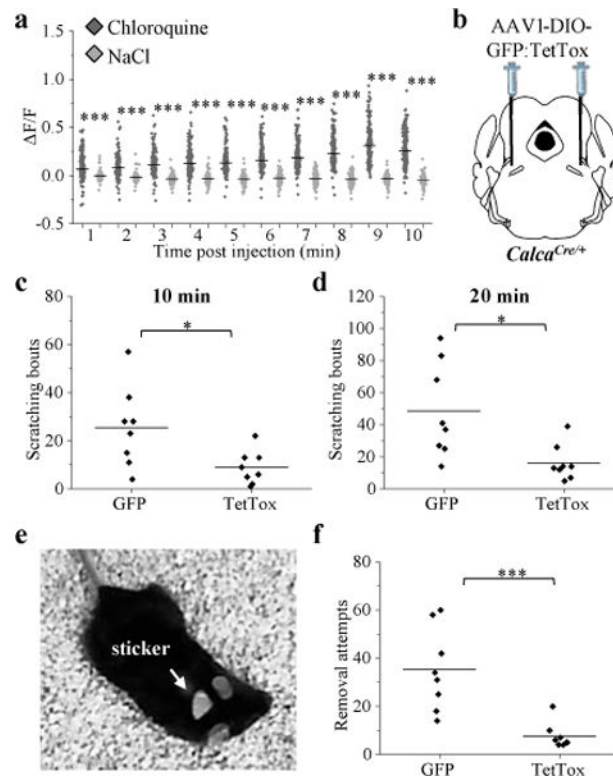 a
Chloroquine
NaCl
ΔF/F
1.5
1.0
0.5
0.0
-0.5
*** *** *** *** *** *** *** *** *** ***
1 2 3 4 5 6 7 8 9 10
Time post injection (min)
b
AAV1-DIO-
GFP:TetTox
Calca^Cre/+
c
10 min
Scratching bouts
80
60
40
20
0
*
GFP TetTox
d
20 min
Scratching bouts
120
100
80
60
40
20
0
*
GFP TetTox
e
sticker
f
Removal attempts
80
60
40
20
0
***
GFP TetTox